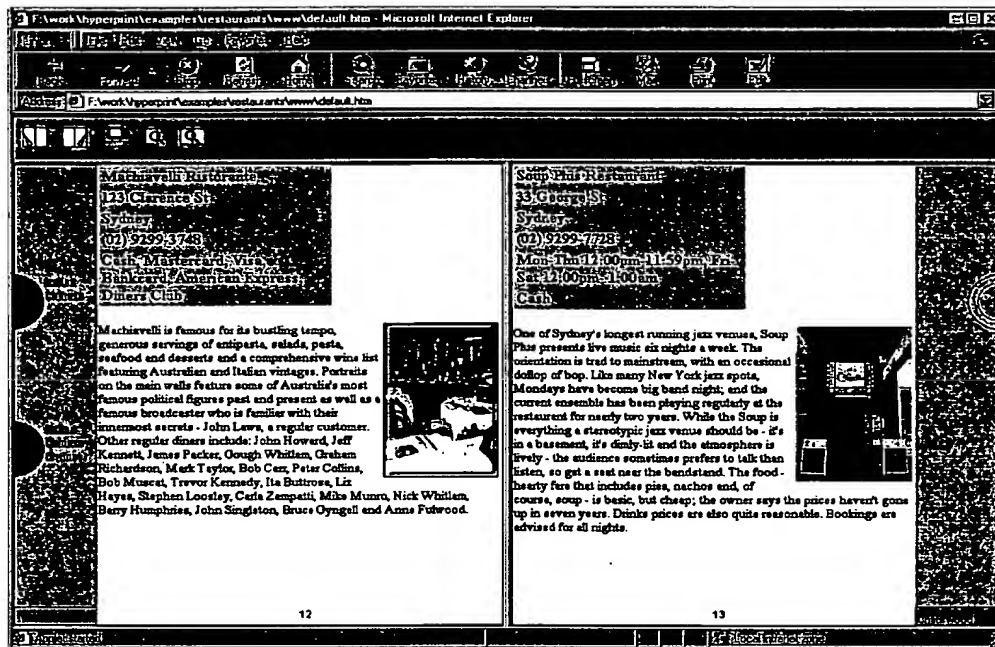 F:\work\hyperprint\examples\restaurants\www\default.htm - Microsoft Internet Explorer
Forward
Address F:\work\hyperprint\examples\restaurants\www\default.htm
Machiavelli Ristorante
123 Clarence St
Sydney
(02) 9299-3748
Cash, Mastercard, Visa,
Bankcard, American Express,
Diners Club
Machiavelli is famous for its bustling tempo,
generous servings of antipasta, salads, pasta,
seafood and desserts and a comprehensive wine list
featuring Australian and Italian vintages. Portraits
on the main walls feature some of Australia's most
famous political figures past and present as well as a
famous broadcaster who is familier with their
innermost secrets - John Laws, a regular customer.
Other regular diners include: John Howard, Jeff
Kennett, James Packer, Gough Whitlam, Graham
Richardson, Mark Taylor, Bob Carr, Peter Collins,
Bob Muscat, Trevor Kennedy, Ita Buttrose, Liz
Hayes, Stephen Loosley, Carla Zempatti, Mike Munro, Nick Whitlam,
Barry Humphries, John Singleton, Bruce Gyngell and Anne Fulwood.
12
Soup Plus Restaurant
33 George St
Sydney
(02) 9299-7728
Mon-Thu 12:00pm-11:59pm, Fri-
Sat 12:00pm-1:00am
Cash
One of Sydney's longest running jazz venues, Soup
Plus presents live music six nights a week. The
orientation is trad to mainstream, with an occasional
dollop of bop. Like many New York jazz spots,
Mondays have become big band night; and the
current ensemble has been playing regularly at the
restaurant for nearly two years. While the Soup is
everything a stereotypic jazz venue should be - it's
in a basement, it's dimly-lit and the atmosphere is
lively - the audience sometimes prefers to talk than
listen, so get a seat near the bandstand. The food -
hearty fare that includes pies, nachos and, of
course, soup - is basic, but cheap; the owner says the prices haven't gone
up in seven years. Drinks prices are also quite reasonable. Bookings are
advised for all nights.
13